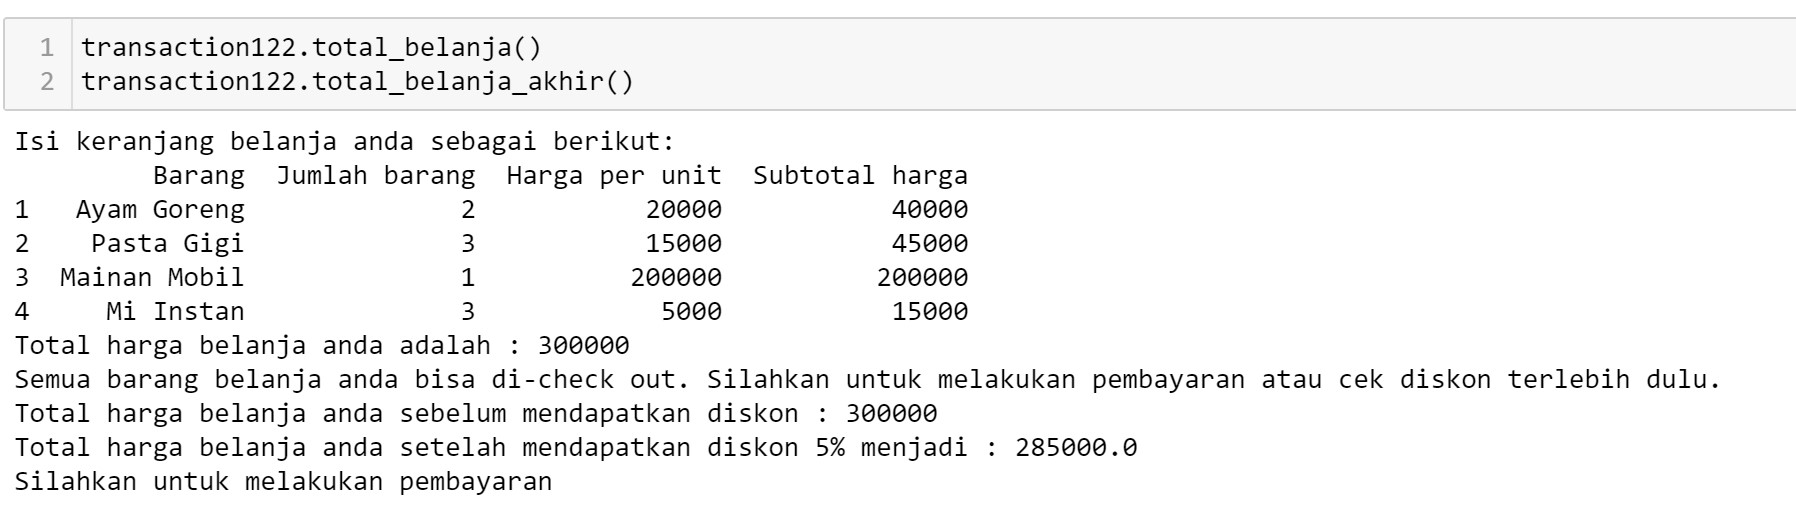 1 transaction122.total_belanja()
2 transaction122.total_belanja_akhir()
Isi keranjang belanja anda sebagai berikut:
Barang Jumlah barang Harga per unit Subtotal harga
1 Ayam Goreng 2 20000 40000
2 Pasta Gigi 3 15000 45000
3 Mainan Mobil 1 200000 200000
4 Mi Instan 3 5000 15000
Total harga belanja anda adalah : 300000
Semua barang belanja anda bisa di-check out. Silahkan untuk melakukan pembayaran atau cek diskon terlebih dulu.
Total harga belanja anda sebelum mendapatkan diskon : 300000
Total harga belanja anda setelah mendapatkan diskon 5% menjadi : 285000.0
Silahkan untuk melakukan pembayaran